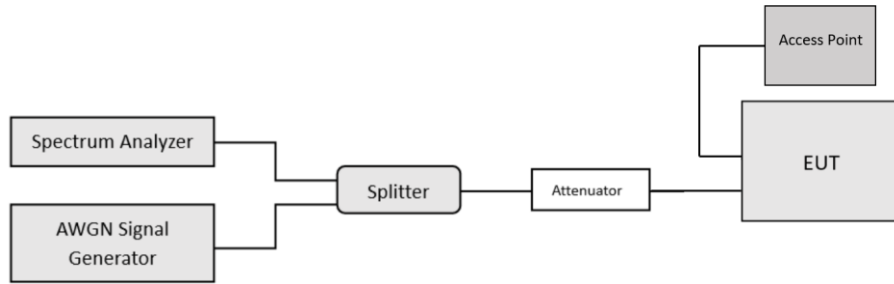 Access Point
Spectrum Analyzer
EUT
Splitter
Attenuator
AWGN Signal
Generator